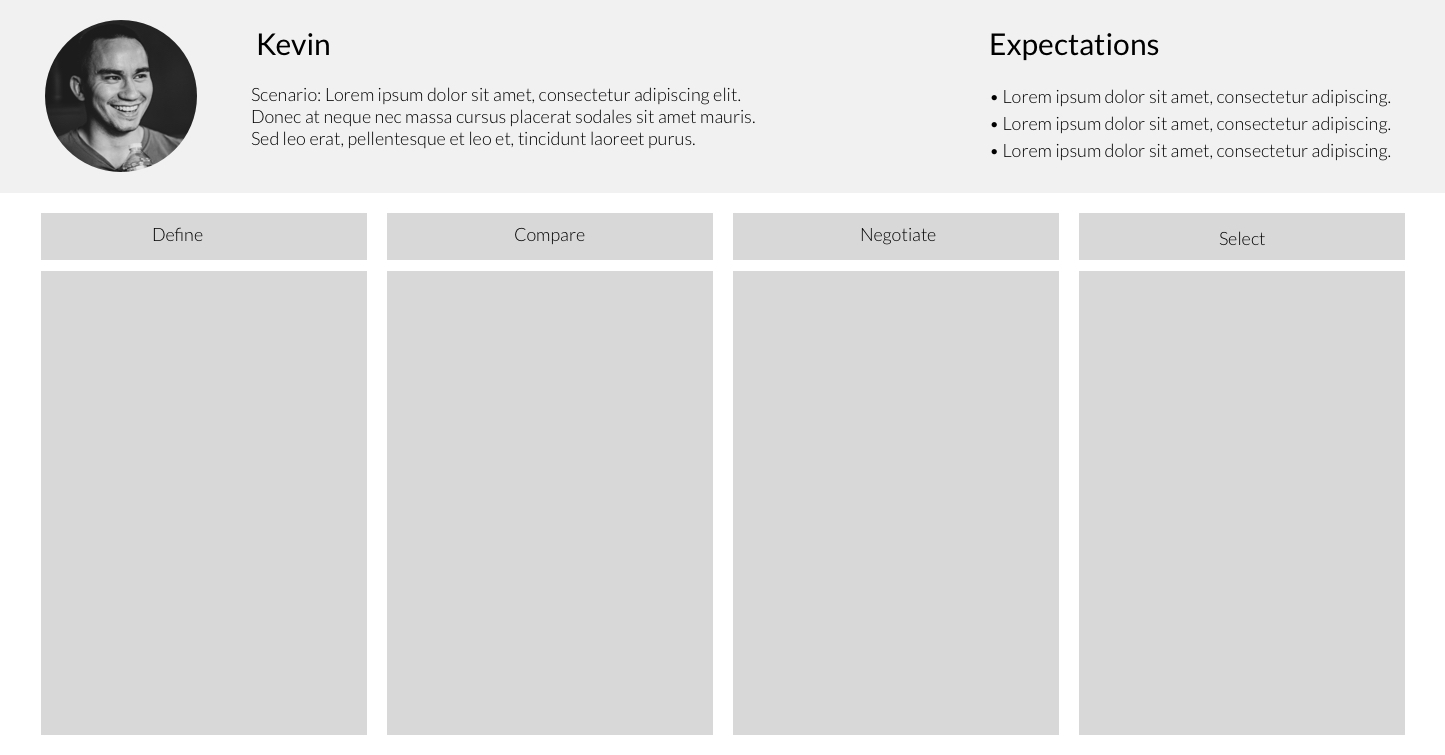 Kevin
Scenario: Lorem ipsum dolor sit amet, consectetur adipiscing elit.
Donec at neque nec massa cursus placerat sodales sit amet mauris.
Sed leo erat, pellentesque et leo et, tincidunt laoreet purus.
Expectations
• Lorem ipsum dolor sit amet, consectetur adipiscing.
• Lorem ipsum dolor sit amet, consectetur adipiscing.
• Lorem ipsum dolor sit amet, consectetur adipiscing.
Define
Compare
Negotiate
Select